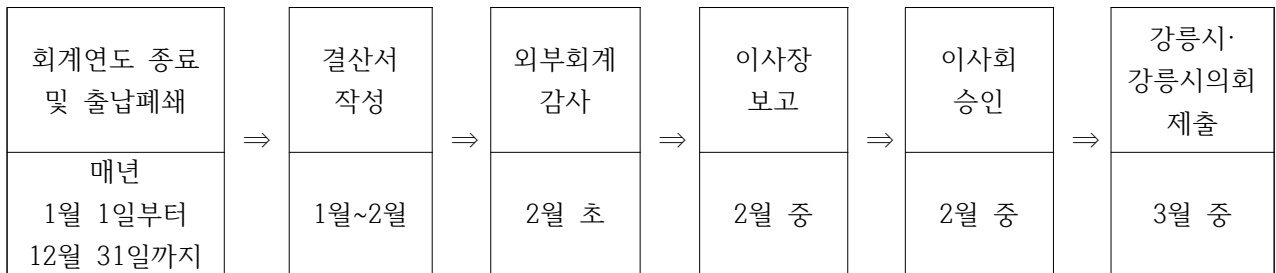 회계연도 종료
및 출납폐쇄
매년
1월 1일부터
12월 31일까지
⇒
결산서
작성
1월~2월
⇒
외부회계
감사
2월 초
⇒
이사장
보고
2월 중
⇒
이사회
승인
2월 중
⇒
강릉시·
강릉시의회
제출
3월 중